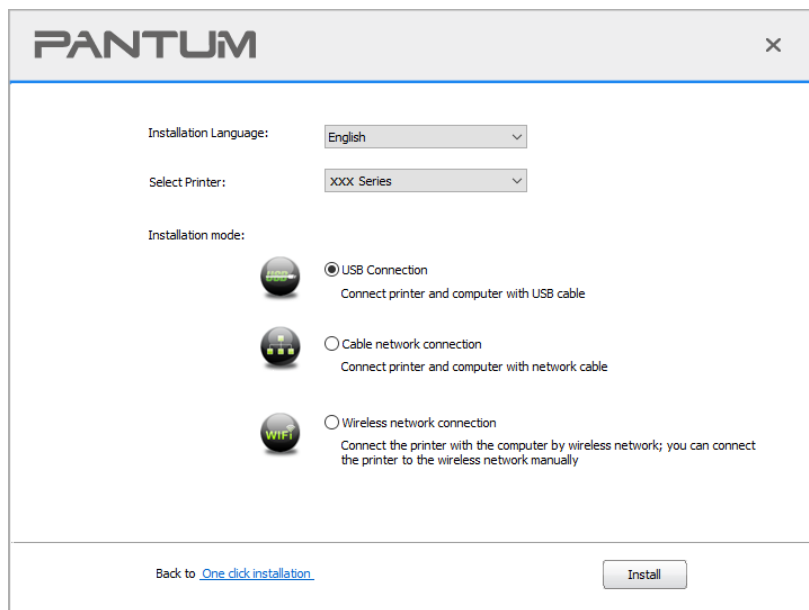 PANTUM
Installation Language:
English
Select Printer:
XXX Series
Installation mode:
USB
USB Connection
Connect printer and computer with USB cable
Cable network connection
Connect printer and computer with network cable
WiFi
Wireless network connection
Connect the printer with the computer by wireless network; you can connect
the printer to the wireless network manually
Back to One click installation
Install